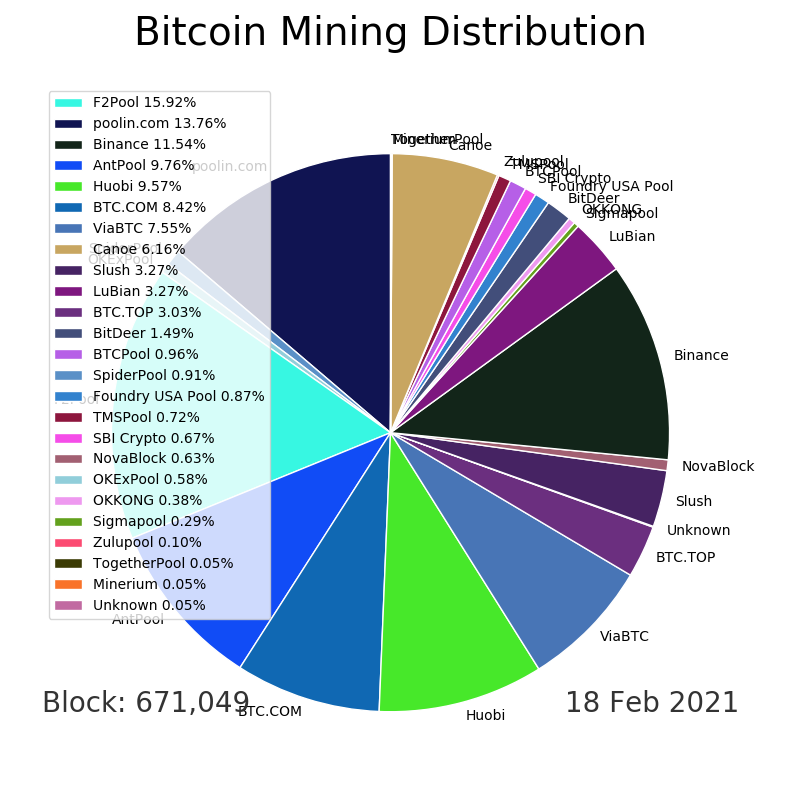 Bitcoin Mining Distribution
F2Pool 15.92%
poolin.com 13.76%
Binance 11.54%
AntPool 9.76%
Huobi 9.57%
BTC.COM 8.42%
ViaBTC 7.55%
Canoe 6.16%
Slush 3.27%
LuBian 3.27%
BTC.TOP 3.03%
BitDeer 1.49%
BTCPool 0.96%
SpiderPool 0.91%
Foundry USA Pool 0.87%
TMSPool 0.72%
SBI Crypto 0.67%
NovaBlock 0.63%
OKExPool 0.58%
OKKONG 0.38%
Sigmapool 0.29%
Zulupool 0.10%
TogetherPool 0.05%
Minerium 0.05%
Unknown 0.05%
TogetherPool
Minerium
Canoe
Zulupool
TMSPool
BTCPool
SBI Crypto
Foundry USA Pool
BitDeer
OKKONG
Sigmapool
LuBian
Binance
NovaBlock
Slush
Unknown
BTC.TOP
ViaBTC
Huobi
BTC.COM
AntPool
F2Pool
OKExPool
SpiderPool
poolin.com
Block: 671,049
18 Feb 2021